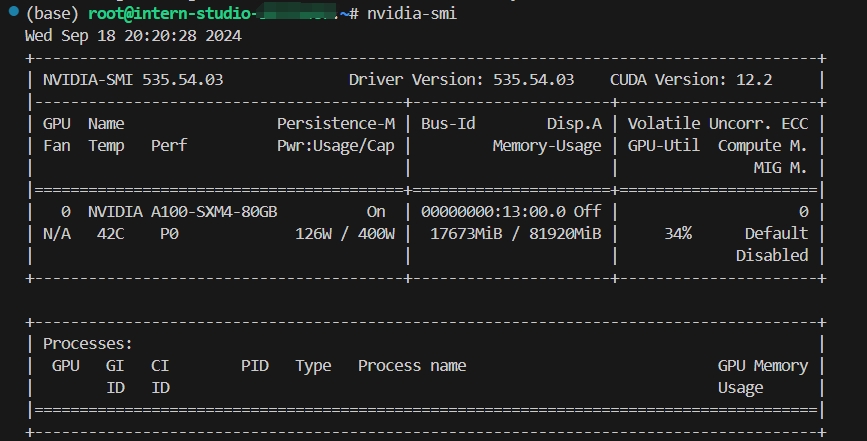 (base) root@intern-studio- :~# nvidia-smi
Wed Sep 18 20:20:28 2024
+---------------------------------------------------------------------------------------+
| NVIDIA-SMI 535.54.03              Driver Version: 535.54.03    CUDA Version: 12.2     |
|-----------------------------------------+----------------------+----------------------+
| GPU  Name                 Persistence-M | Bus-Id        Disp.A | Volatile Uncorr. ECC |
| Fan  Temp   Perf          Pwr:Usage/Cap |         Memory-Usage | GPU-Util  Compute M. |
|                                         |                      |               MIG M. |
|=========================================+======================+======================|
|   0  NVIDIA A100-SXM4-80GB          On  | 00000000:13:00.0 Off |                    0 |
| N/A   42C    P0             126W / 400W |  17673MiB / 81920MiB |     34%      Default |
|                                         |                      |             Disabled |
+-----------------------------------------+----------------------+----------------------+
+---------------------------------------------------------------------------------------+
| Processes:                                                                            |
|  GPU   GI   CI        PID   Type   Process name                            GPU Memory |
|        ID   ID                                                             Usage      |
|=======================================================================================|
+---------------------------------------------------------------------------------------+